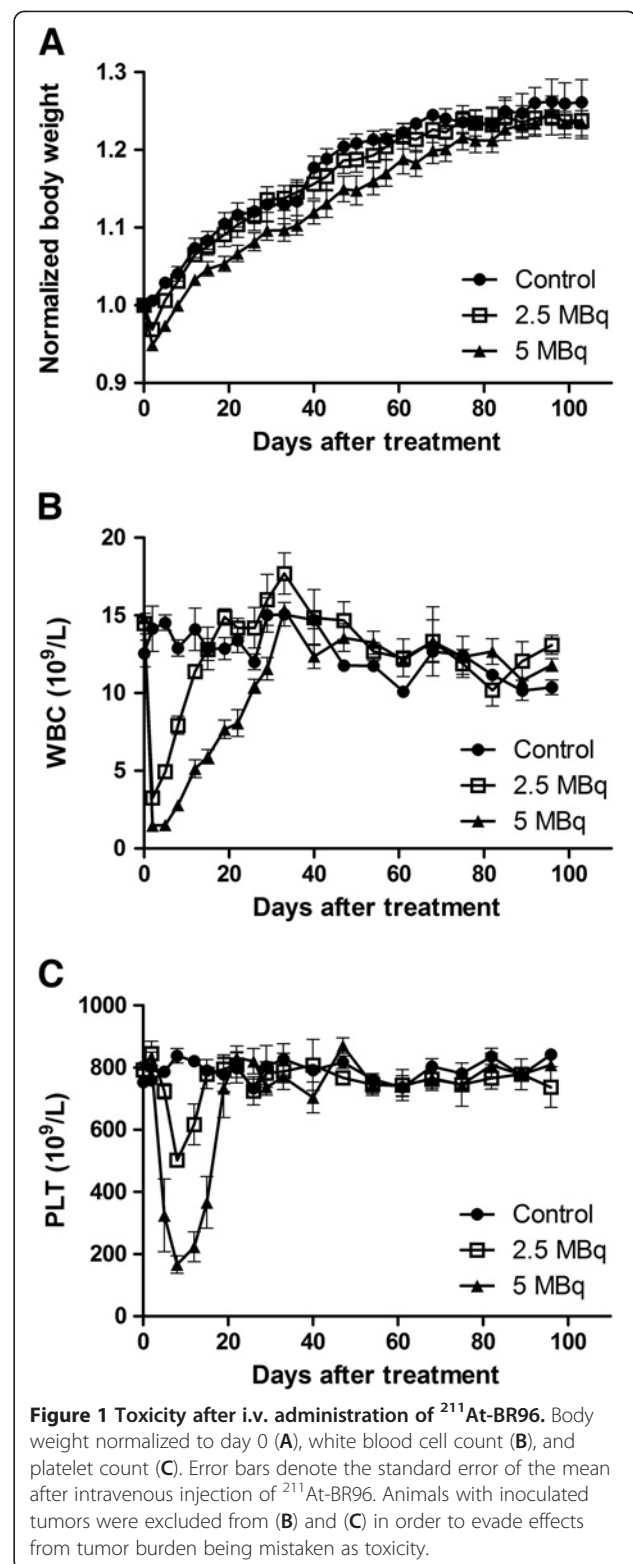 A
1.3
1.2
1.1
1.0
0.9
Normalized body weight
Control
2.5 MBq
5 MBq
0 20 40 60 80 100
Days after treatment
B
20
15
10
5
0
WBC (10⁹/L)
Control
2.5 MBq
5 MBq
0 20 40 60 80 100
Days after treatment
C
1000
800
600
400
200
0
PLT (10⁹/L)
Control
2.5 MBq
5 MBq
0 20 40 60 80 100
Days after treatment
Figure 1 Toxicity after i.v. administration of ²¹¹At-BR96. Body
weight normalized to day 0 (A), white blood cell count (B), and
platelet count (C). Error bars denote the standard error of the mean
after intravenous injection of ²¹¹At-BR96. Animals with inoculated
tumors were excluded from (B) and (C) in order to evade effects
from tumor burden being mistaken as toxicity.